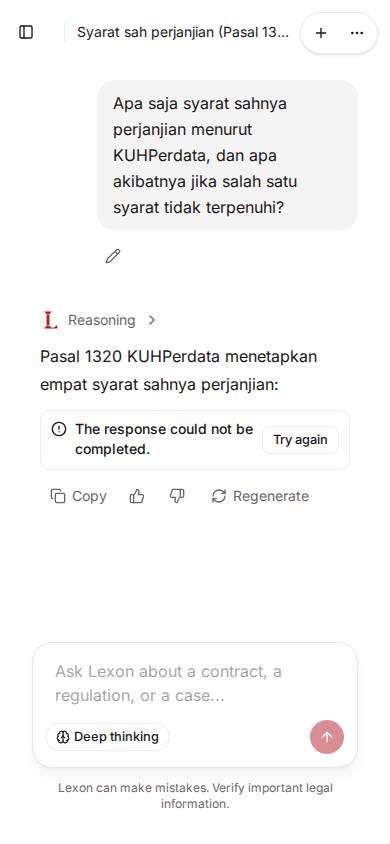 Syarat sah perjanjian (Pasal 13...
Apa saja syarat sahnya
perjanjian menurut
KUHPerdata, dan apa
akibatnya jika salah satu
syarat tidak terpenuhi?
L Reasoning
Pasal 1320 KUHPerdata menetapkan
empat syarat sahnya perjanjian:
The response could not be
completed.
Try again
Copy
Regenerate
Ask Lexon about a contract, a
regulation, or a case...
Deep thinking
Lexon can make mistakes. Verify important legal
information.